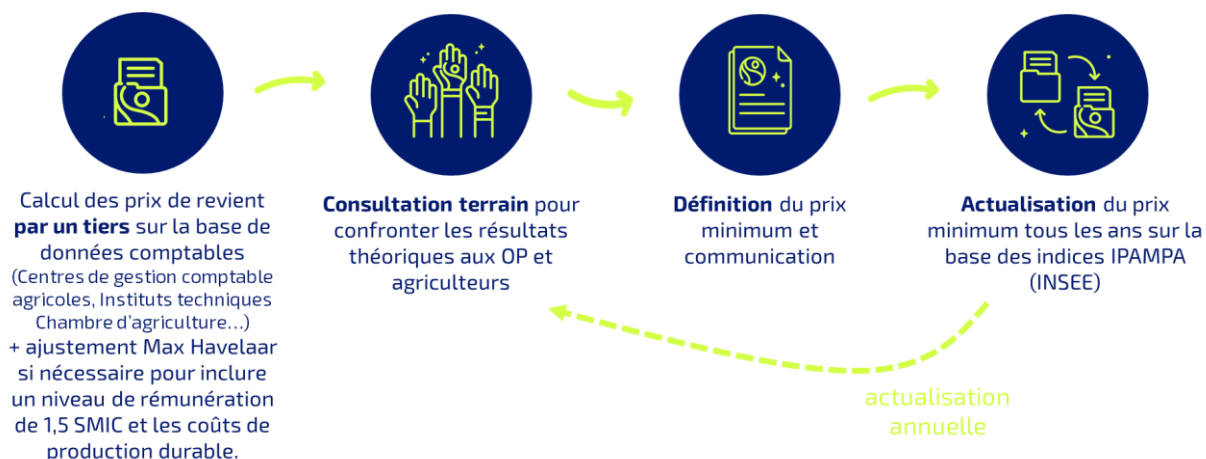 Calcul des prix de revient
par un tiers sur la base de
données comptables
(Centres de gestion comptable
agricoles, Instituts techniques
Chambre d'agriculture...)
+ ajustement Max Havelaar
si nécessaire pour inclure
un niveau de rémunération
de 1,5 SMIC et les coûts de
production durable.
Consultation terrain pour
confronter les résultats
théoriques aux OP et
agriculteurs
Définition du prix
minimum et
communication
Actualisation du prix
minimum tous les ans sur la
base des indices IPAMPA
(INSEE)
actualisation
annuelle